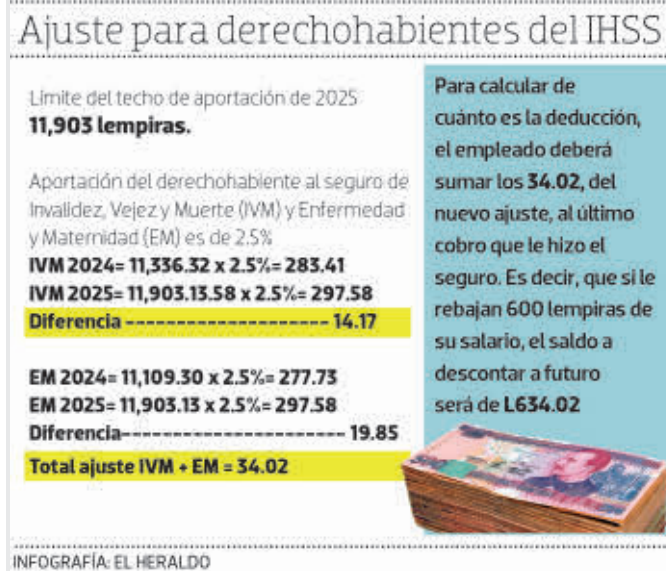 Ajuste para derechohabientes del IHSS
Límite del techo de aportación de 2025
11,903 lempiras.
Aportación del derechohabiente al seguro de
Invalidez, Vejez y Muerte (IVM) y Enfermedad
y Maternidad (EM) es de 2.5%
IVM 2024= 11,336.32 x 2.5%= 283.41
IVM 2025= 11,903.13.58 x 2.5%= 297.58
Diferencia -------------------- 14.17
EM 2024= 11,109.30 x 2.5%= 277.73
EM 2025= 11,903.13 x 2.5%= 297.58
Diferencia---------------------- 19.85
Total ajuste IVM + EM = 34.02
Para calcular de
cuánto es la deducción,
el empleado deberá
sumar los 34.02, del
nuevo ajuste, al último
cobro que le hizo el
seguro. Es decir, que si le
rebajan 600 lempiras de
su salario, el saldo a
descontar a futuro
será de L634.02
INFOGRAFÍA: EL HERALDO